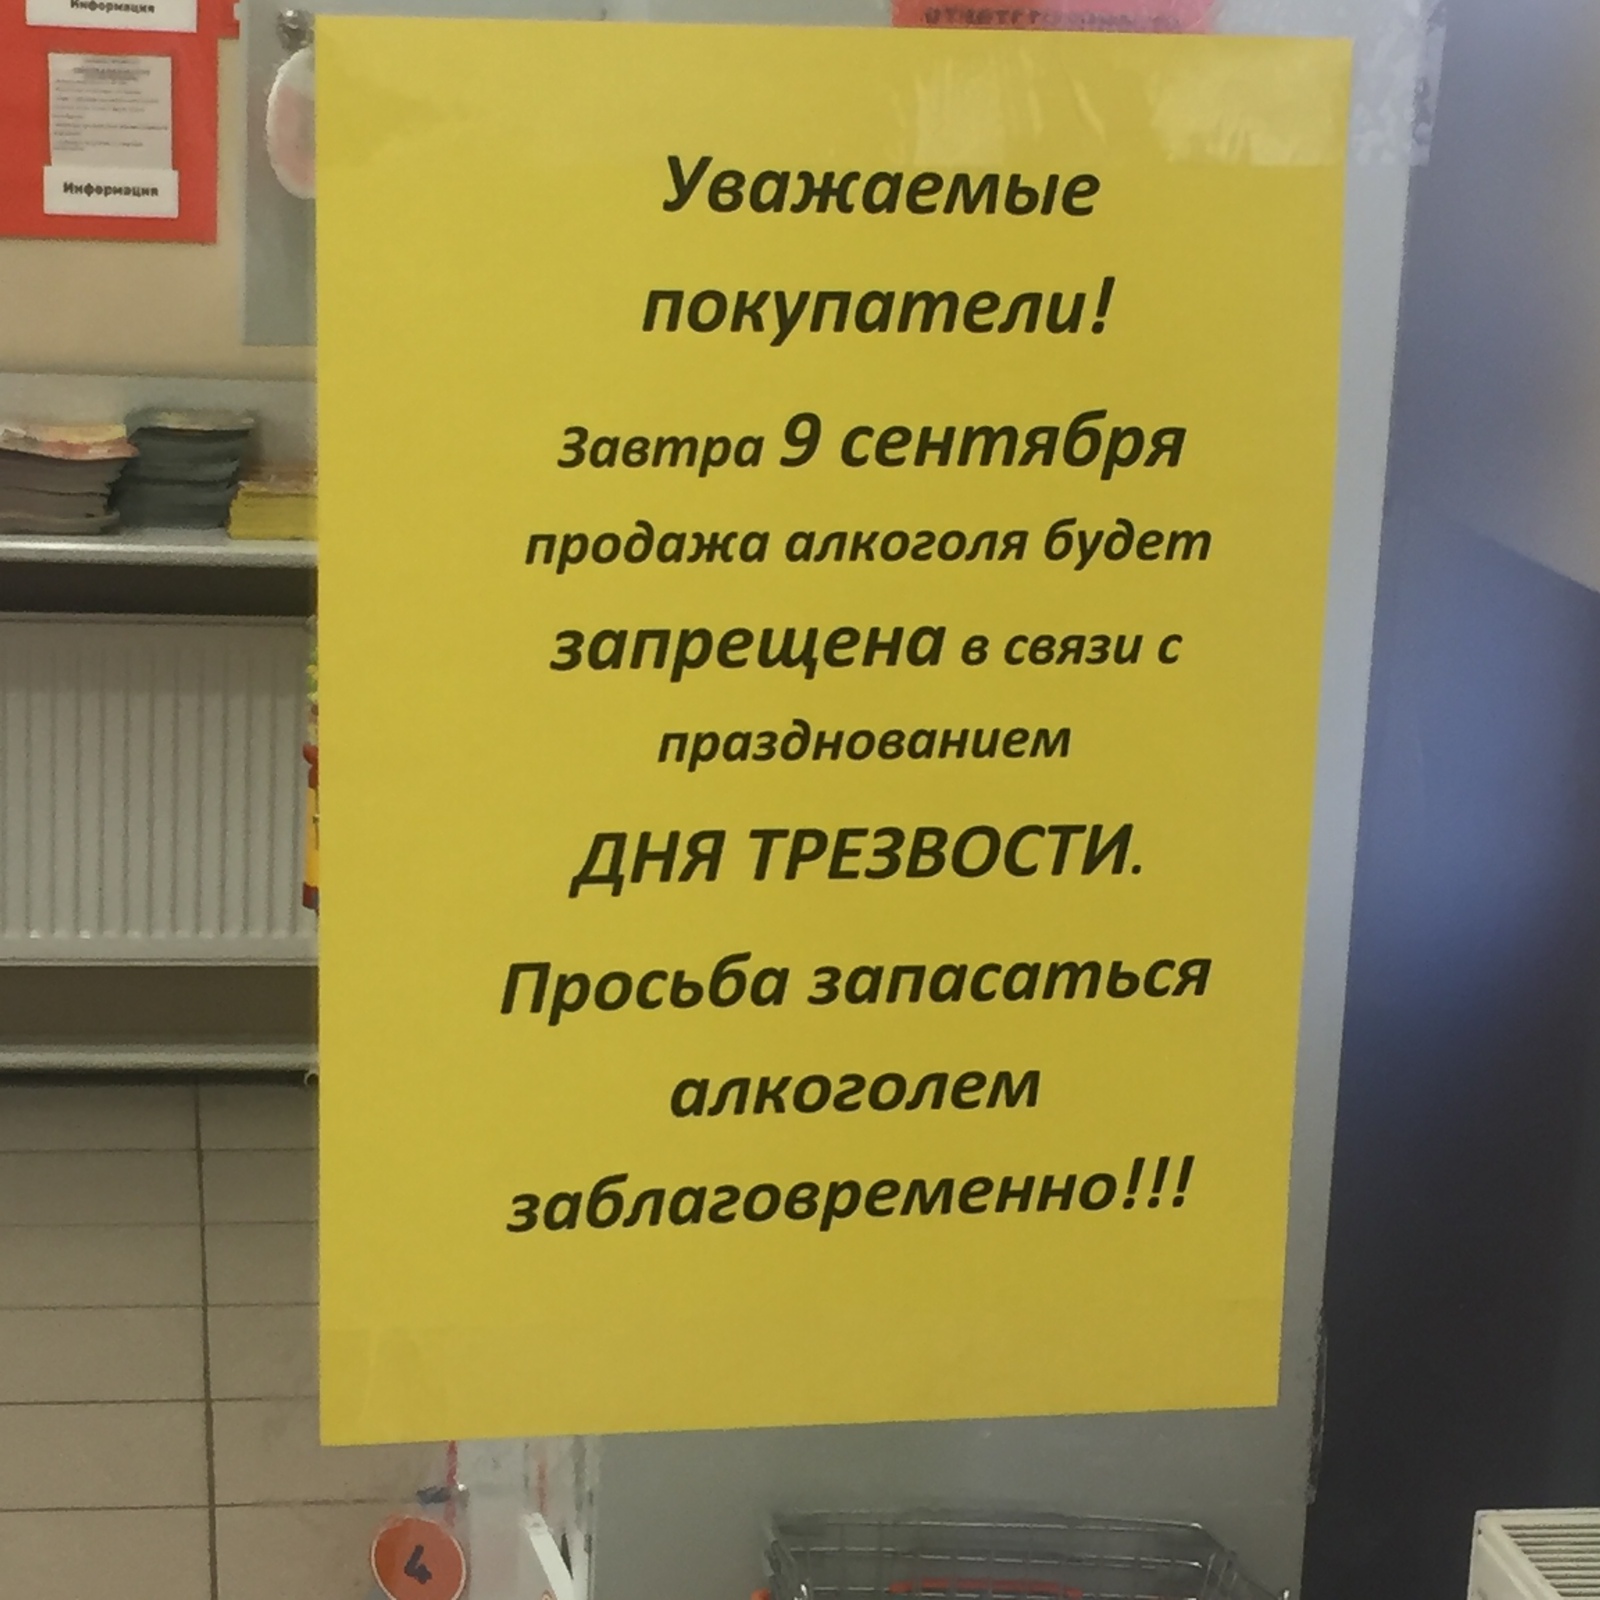 Информация
Информация
Уважаемые
покупатели!
Завтра 9 сентября
продажа алкоголя будет
запрещена в связи с
празднованием
ДНЯ ТРЕЗВОСТИ.
Просьба запасаться
алкоголем
заблаговременно!!!
4